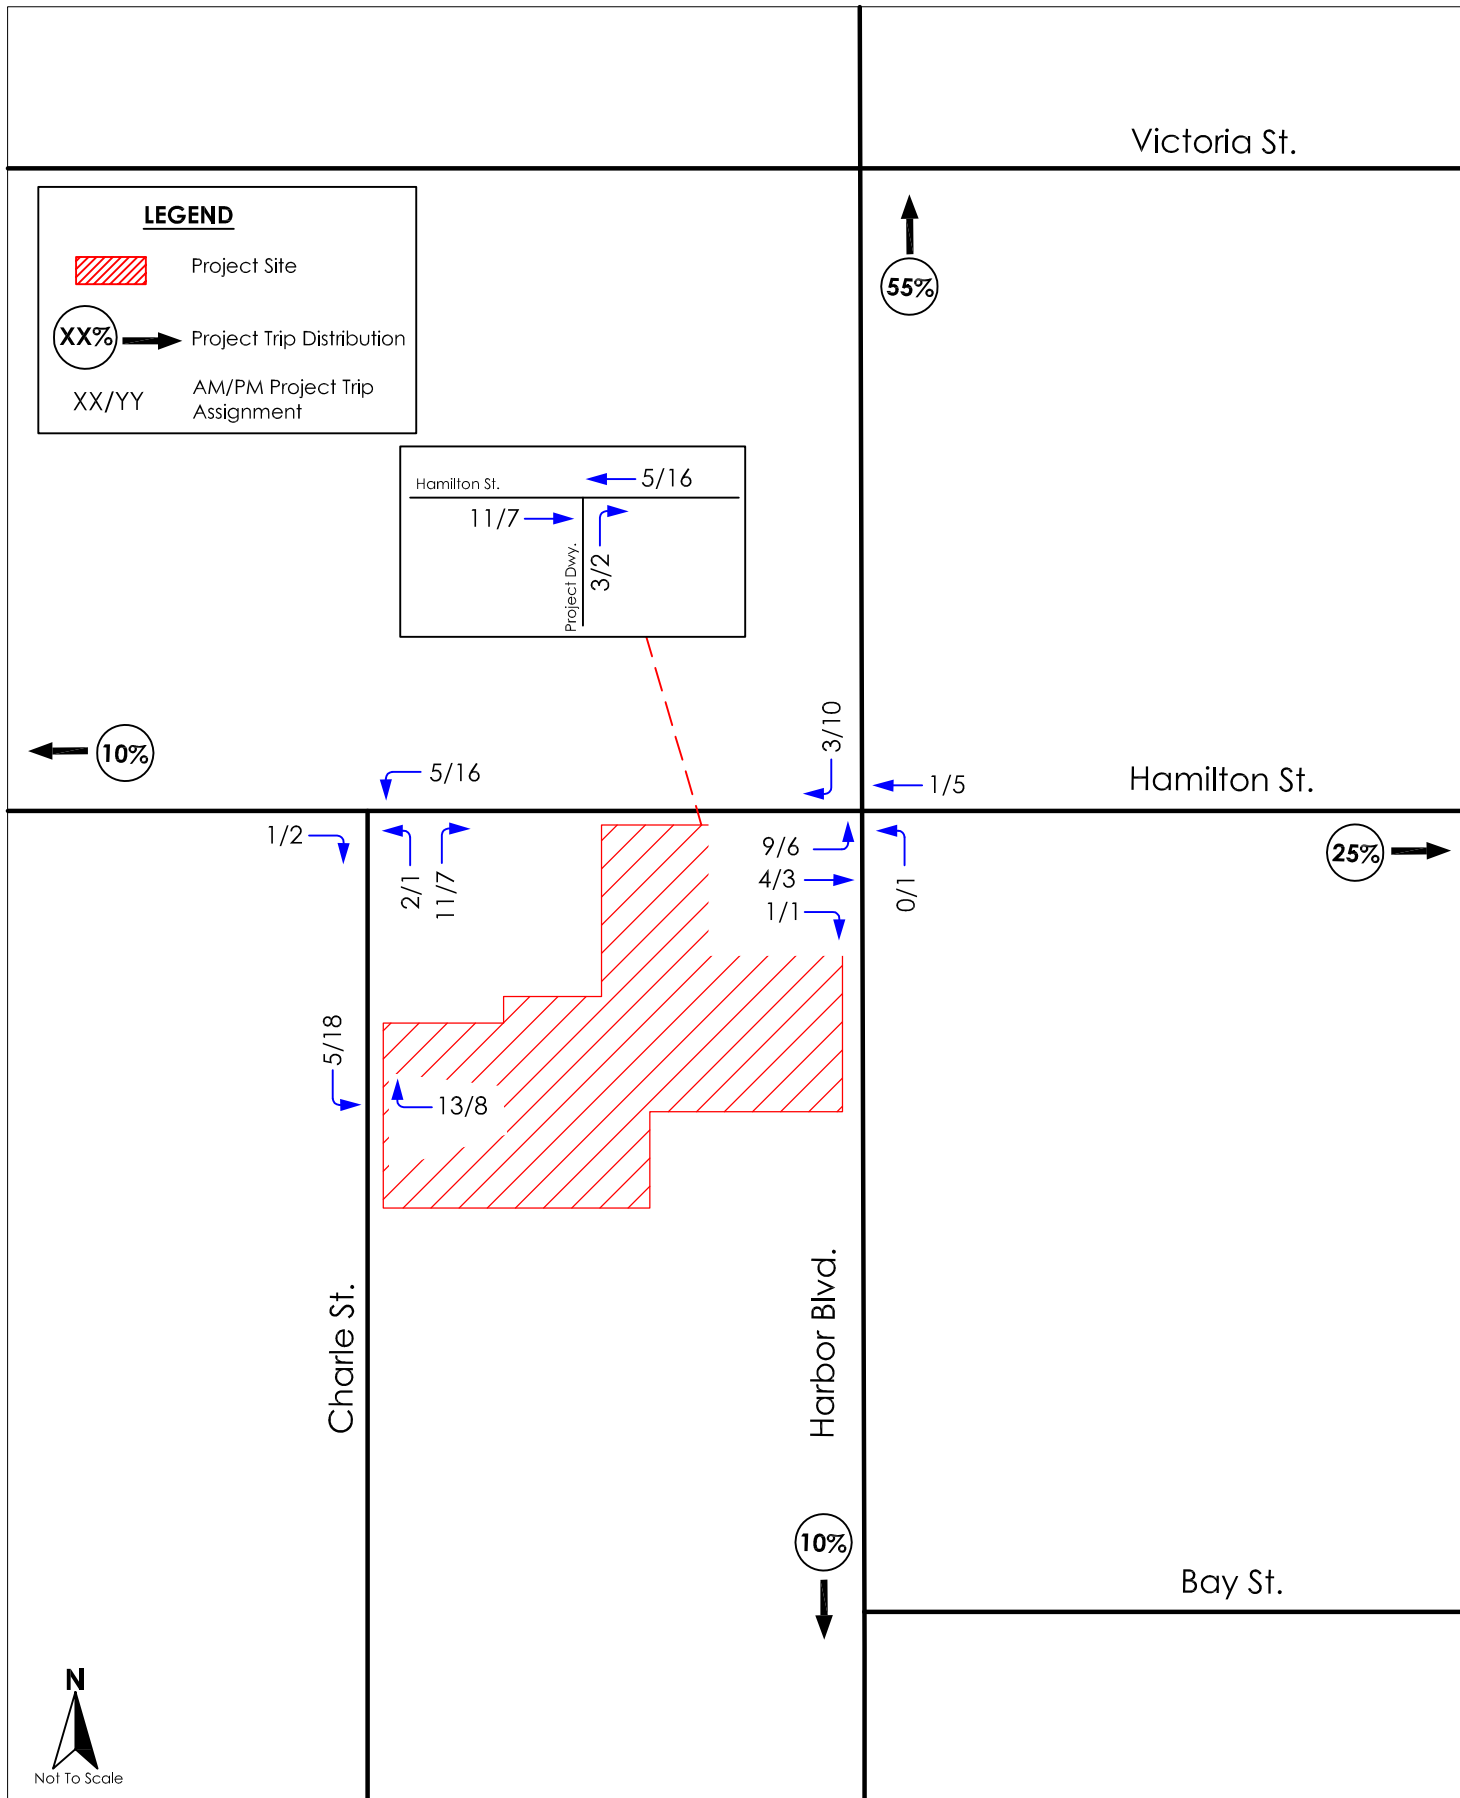 Victoria St.
LEGEND
Project Site
XX%
Project Trip Distribution
XX/YY
AM/PM Project Trip
Assignment
55%
Hamilton St.
5/16
11/7
Project Dwy.
3/2
10%
5/16
3/10
1/5
Hamilton St.
1/2
2/1
11/7
9/6
4/3
1/1
0/1
25%
5/18
13/8
Charle St.
Harbor Blvd.
10%
Bay St.
N
Not To Scale